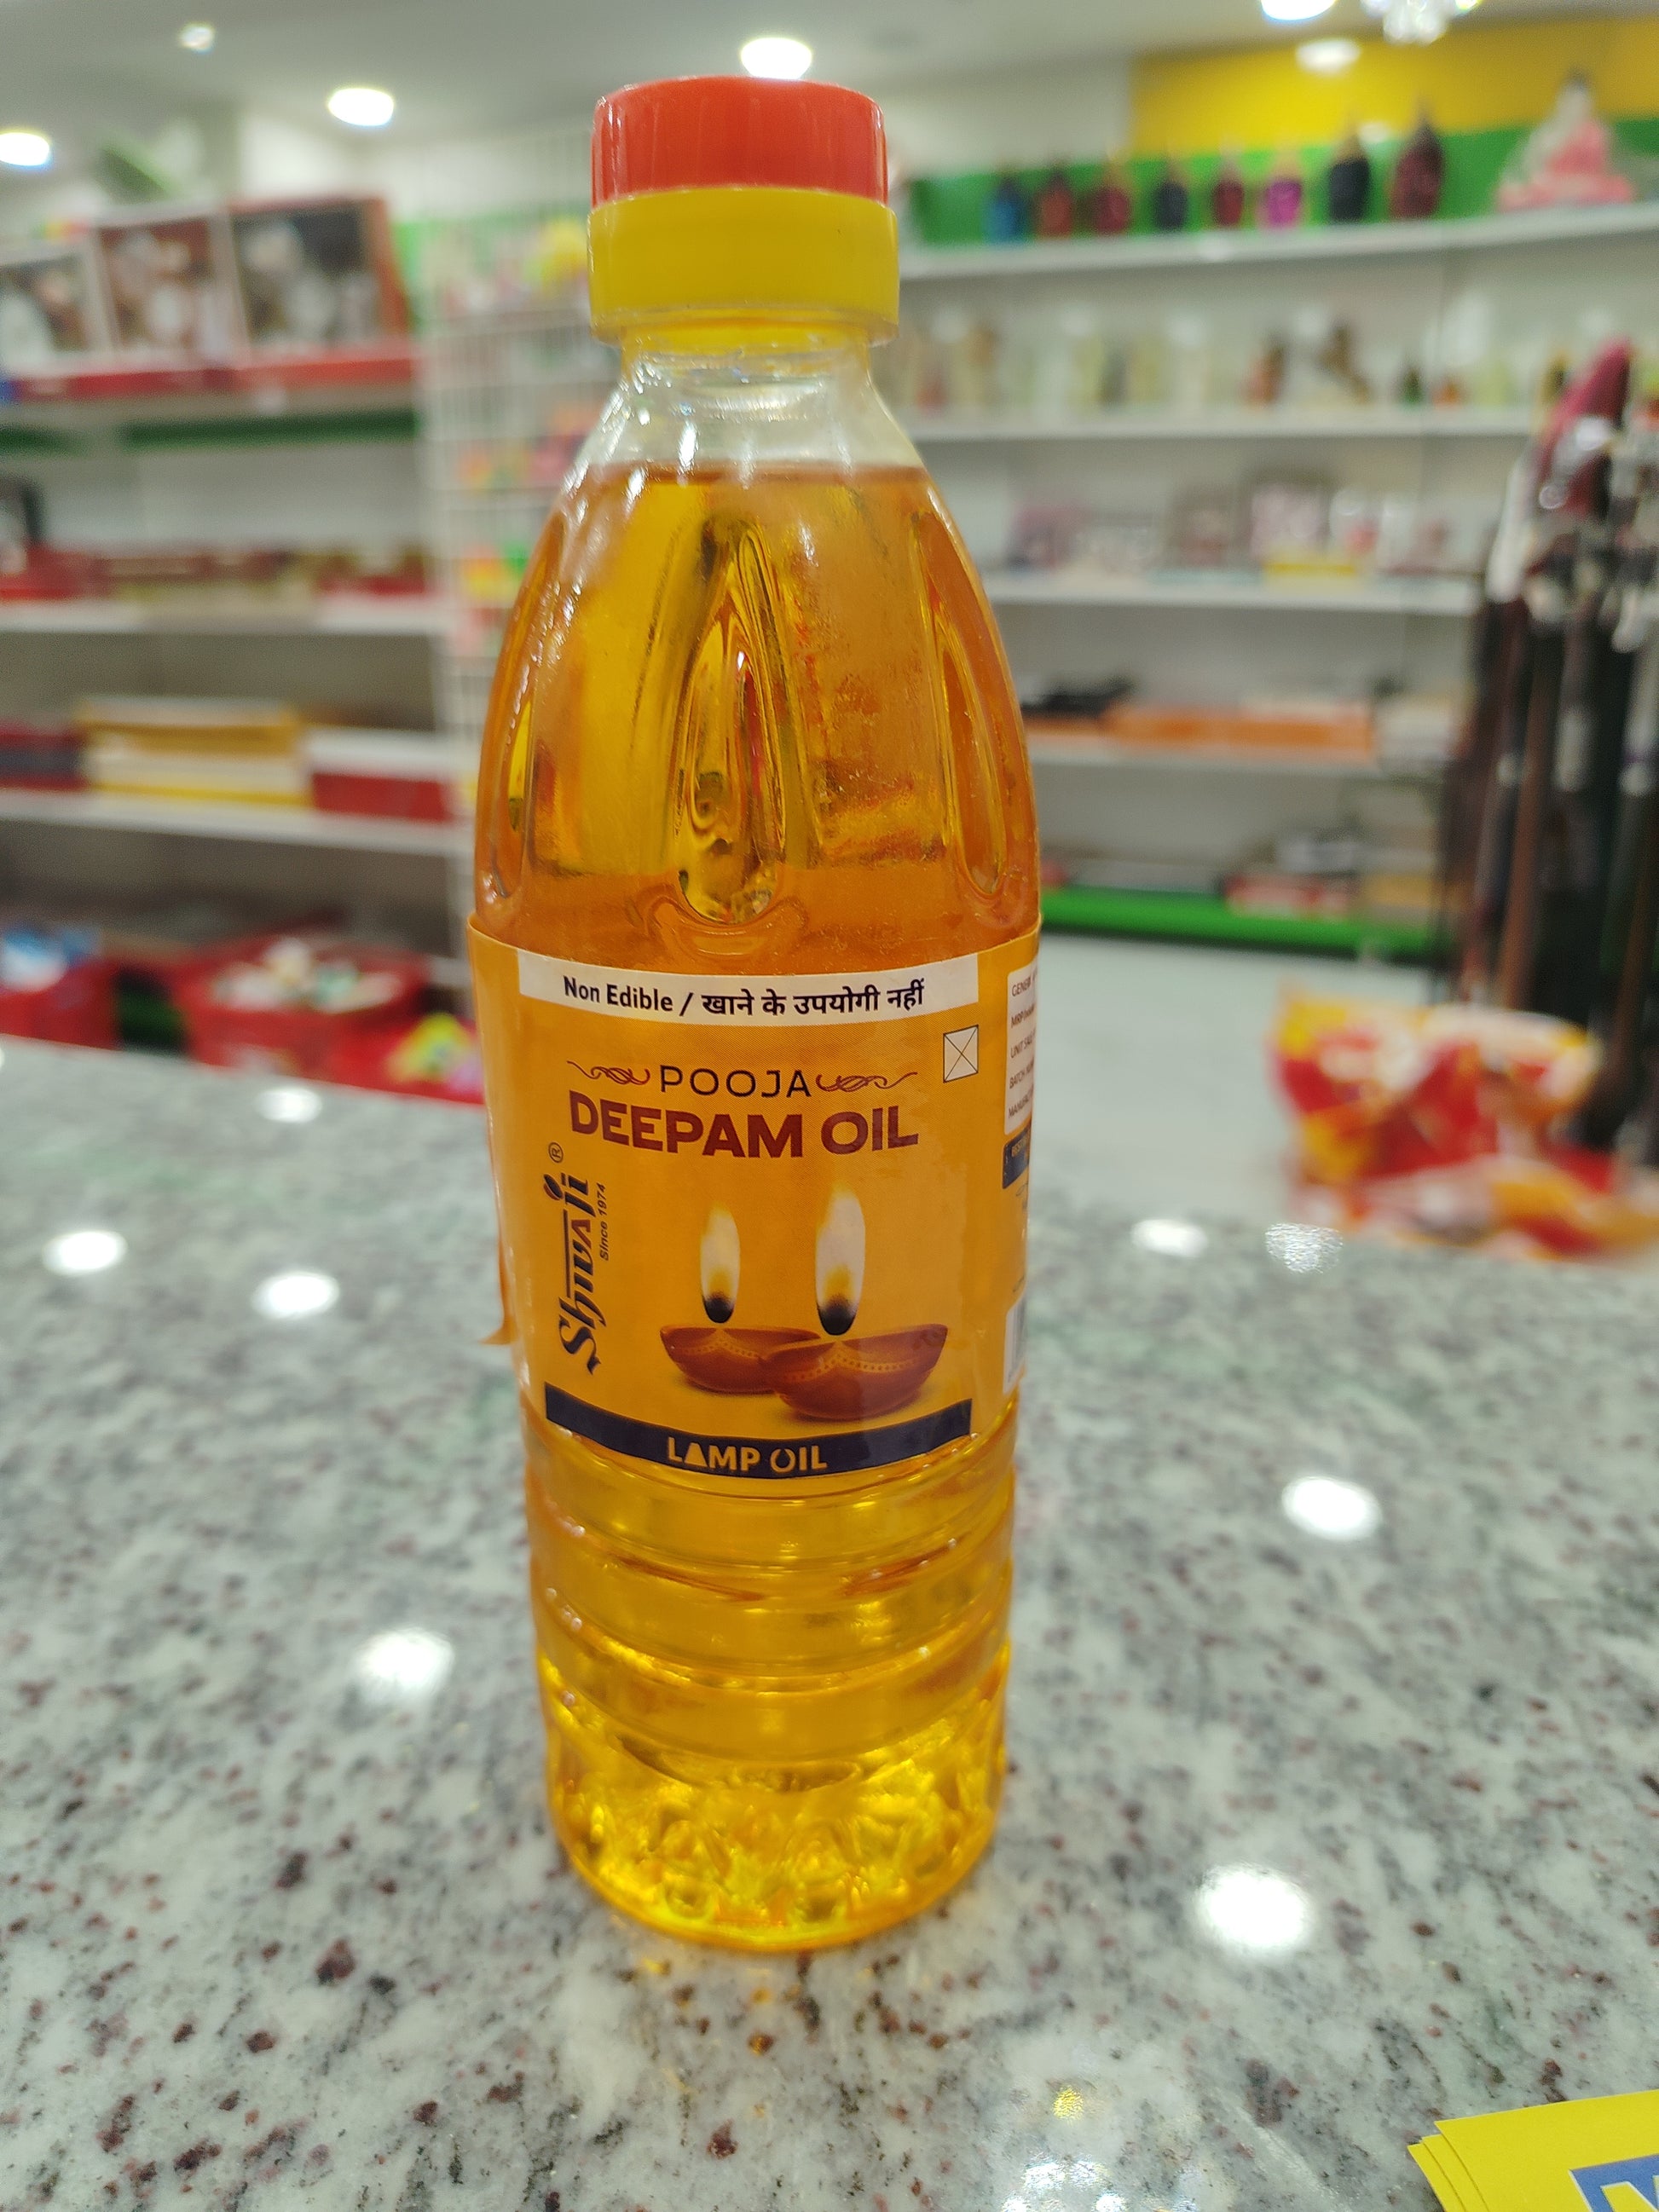 Non Edible / खाने के उपयोगी नहीं
POOJA
DEEPAM OIL
Shivaji®
Since 1974
LAMP OIL